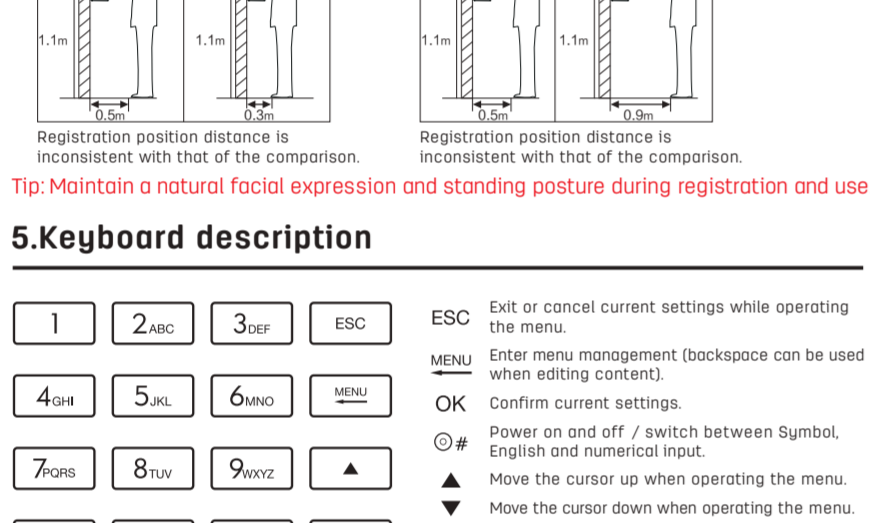 1.1m
0.5m
1.1m
0.3m
1.1m
0.5m
1.1m
0.9m
Registration position distance is
inconsistent with that of the comparison.
Registration position distance is
inconsistent with that of the comparison.
Tip: Maintain a natural facial expression and standing posture during registration and use
5.Keyboard description
1
2ABC
3DEF
ESC
4GHI
5JKL
6MNO
MENU
7PQRS
8TUV
9WXYZ
▲
ESC Exit or cancel current settings while operating
the menu.
MENU Enter menu management (backspace can be used
when editing content).
OK Confirm current settings.
◎# Power on and off / switch between Symbol,
English and numerical input.
▲ Move the cursor up when operating the menu.
▼ Move the cursor down when operating the menu.